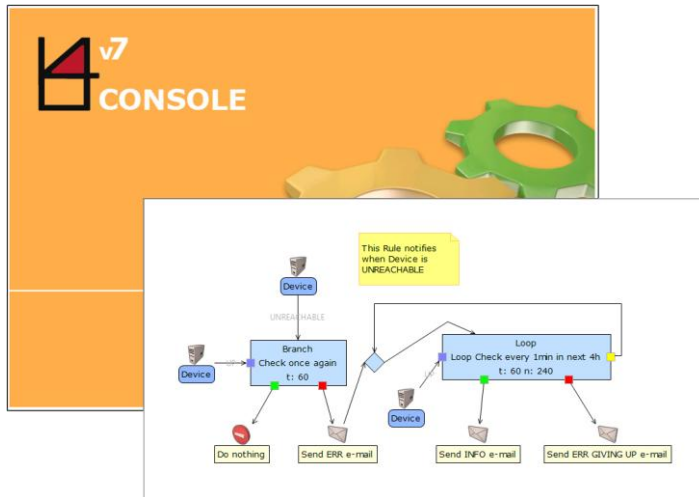 v7
CONSOLE
This Rule notifies
when Device is
UNREACHABLE
Device
UNREACHABLE
Branch
Check once again
t: 60
UP
Device
Loop
Loop Check every 1min in next 4h
t: 60 n: 240
UP
Device
Do nothing
Send ERR e-mail
Send INFO e-mail
Send ERR GIVING UP e-mail